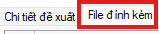 Chi tiết đề xuất File đính kèm